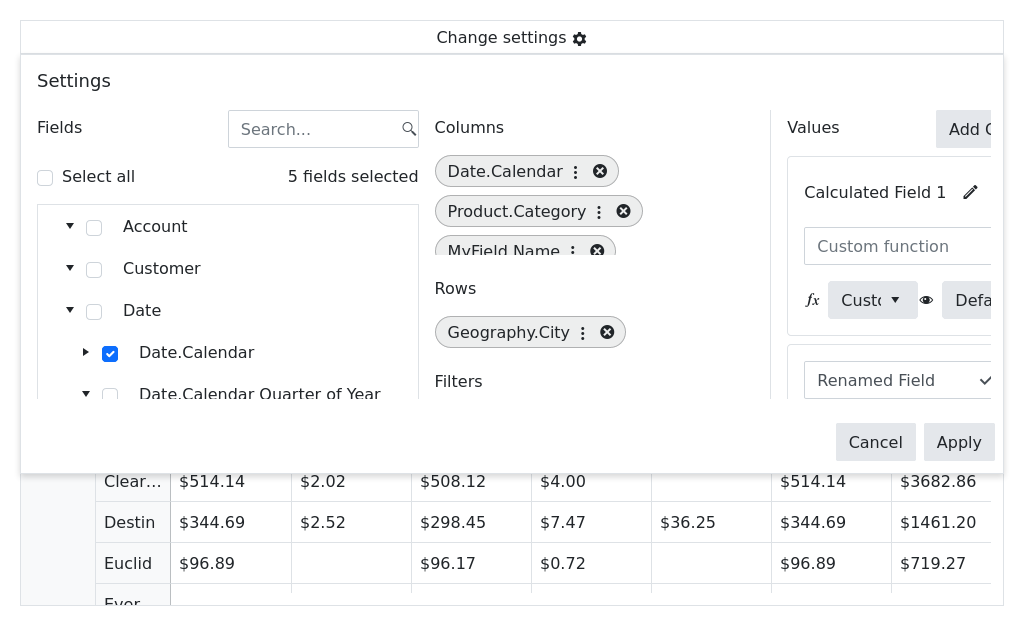 Change settings
Settings
Fields
Search...
Select all
5 fields selected
Account
Customer
Date
Date.Calendar
Date.Calendar Quarter of Year
Columns
Date.Calendar
Product.Category
MyField Name
Rows
Geography.City
Filters
Values
Add
Calculated Field 1
Custom function
fx
Renamed Field
Cancel
Apply
Clear... $514.14 $2.02 $508.12 $4.00 $514.14 $3682.86
Destin $344.69 $2.52 $298.45 $7.47 $36.25 $344.69 $1461.20
Euclid $96.89 $96.17 $0.72 $96.89 $719.27